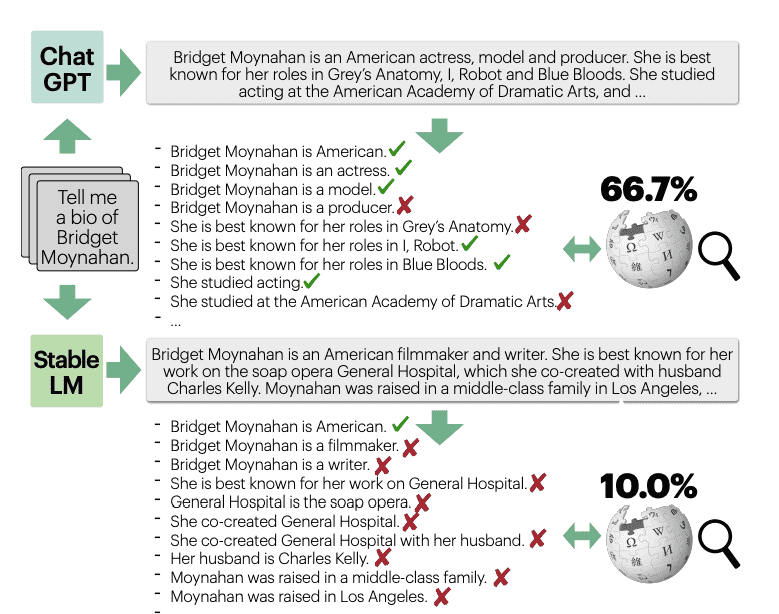 Chat
GPT
Bridget Moynahan is an American actress, model and producer. She is best
known for her roles in Grey's Anatomy, I, Robot and Blue Bloods. She studied
acting at the American Academy of Dramatic Arts, and ...
Tell me
a bio of
Bridget
Moynahan.
- Bridget Moynahan is American. ✓
- Bridget Moynahan is an actress. ✓
- Bridget Moynahan is a model. ✓
- Bridget Moynahan is a producer. ✗
- She is best known for her roles in Grey's Anatomy. ✗
- She is best known for her roles in I, Robot. ✓
- She is best known for her roles in Blue Bloods. ✓
- She studied acting. ✓
- She studied at the American Academy of Dramatic Arts. ✗
- ...
66.7%
Ω W И
Stable
LM
Bridget Moynahan is an American filmmaker and writer. She is best known for her
work on the soap opera General Hospital, which she co-created with husband
Charles Kelly. Moynahan was raised in a middle-class family in Los Angeles, ...
- Bridget Moynahan is American. ✓
- Bridget Moynahan is a filmmaker. ✗
- Bridget Moynahan is a writer. ✗
- She is best known for her work on General Hospital. ✗
- General Hospital is the soap opera. ✗
- She co-created General Hospital. ✗
- She co-created General Hospital with her husband. ✗
- Her husband is Charles Kelly. ✗
- Moynahan was raised in a middle-class family. ✗
- Moynahan was raised in Los Angeles. ✗
-
10.0%
Ω W И